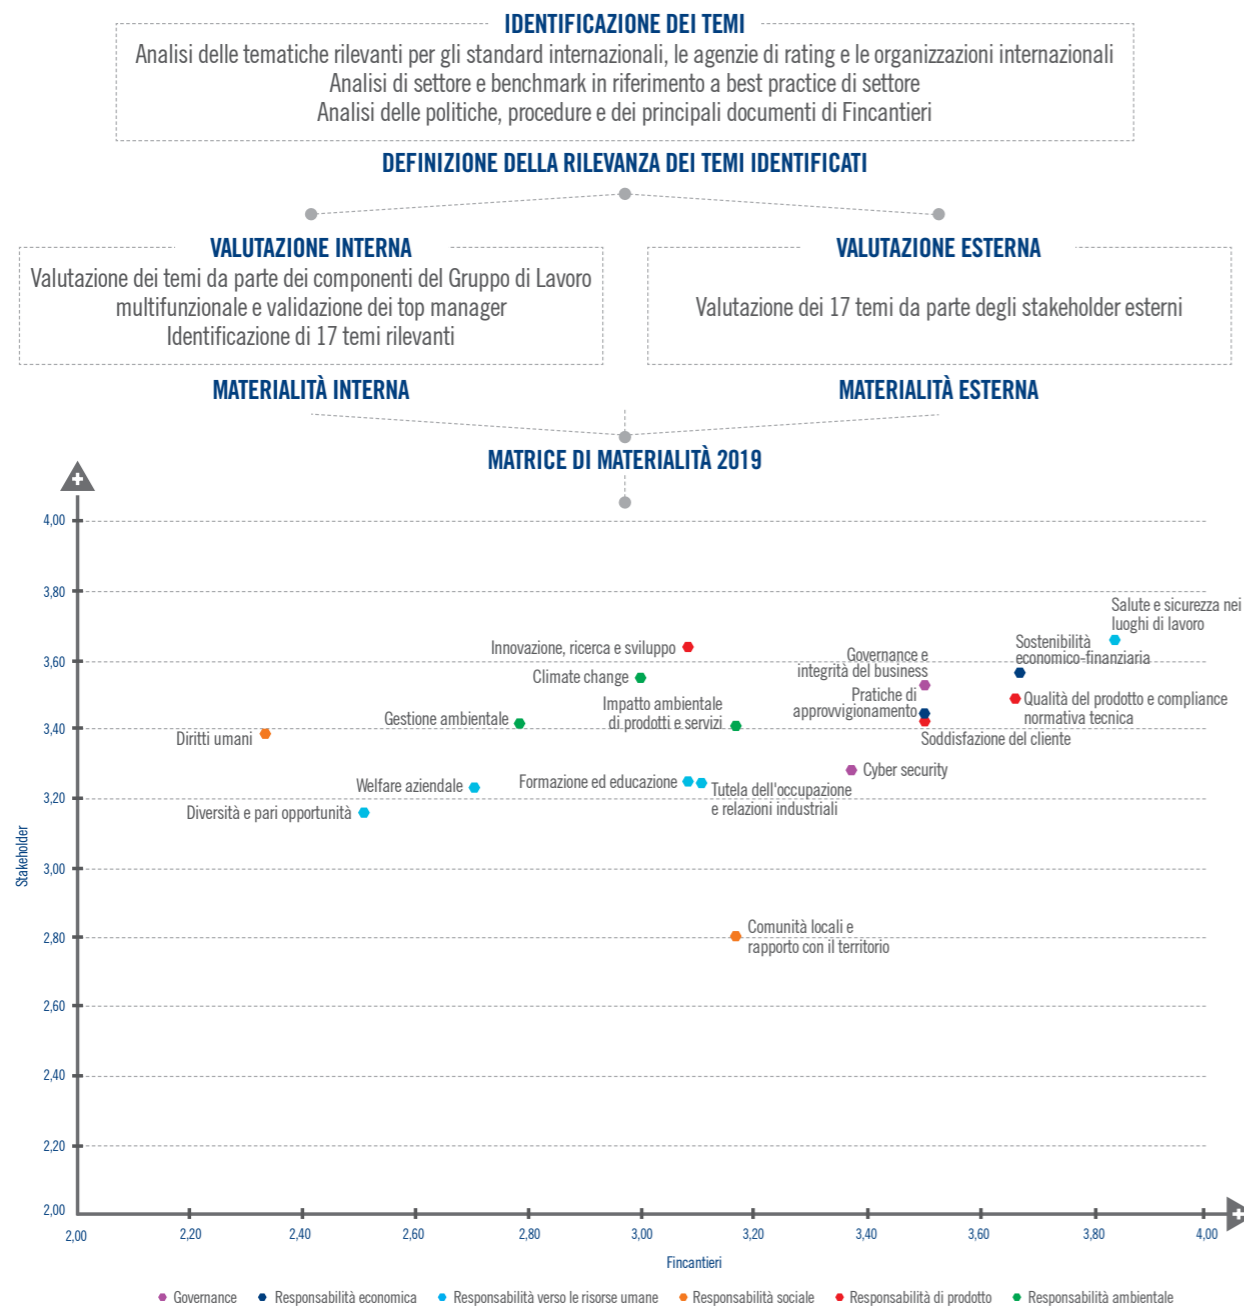 IDENTIFICAZIONE DEI TEMI
Analisi delle tematiche rilevanti per gli standard internazionali, le agenzie di rating e le organizzazioni internazionali
Analisi di settore e benchmark in riferimento a best practice di settore
Analisi delle politiche, procedure e dei principali documenti di Fincantieri
DEFINIZIONE DELLA RILEVANZA DEI TEMI IDENTIFICATI
VALUTAZIONE INTERNA
Valutazione dei temi da parte dei componenti del Gruppo di Lavoro
multifunzionale e validazione dei top manager
Identificazione di 17 temi rilevanti
MATERIALITÀ INTERNA
VALUTAZIONE ESTERNA
Valutazione dei 17 temi da parte degli stakeholder esterni
MATERIALITÀ ESTERNA
MATRICE DI MATERIALITÀ 2019
4,00
3,80
3,60
3,40
3,20
3,00
2,80
2,60
2,40
2,20
2,00
Stakeholder
Salute e sicurezza nei
luoghi di lavoro
Sostenibilità
economico-finanziaria
Innovazione, ricerca e sviluppo
Governance e
integrità del business
Climate change
Pratiche di
approvvigionamento
Qualità del prodotto e compliance
normativa tecnica
Impatto ambientale
di prodotti e servizi
Gestione ambientale
Diritti umani
Soddisfazione del cliente
Cyber security
Formazione ed educazione
Welfare aziendale
Tutela dell'occupazione
e relazioni industriali
Diversità e pari opportunità
Comunità locali e
rapporto con il territorio
2,00
2,20
2,40
2,60
2,80
3,00
3,20
3,40
3,60
3,80
4,00
Fincantieri
Governance
Responsabilità economica
Responsabilità verso le risorse umane
Responsabilità sociale
Responsabilità di prodotto
Responsabilità ambientale